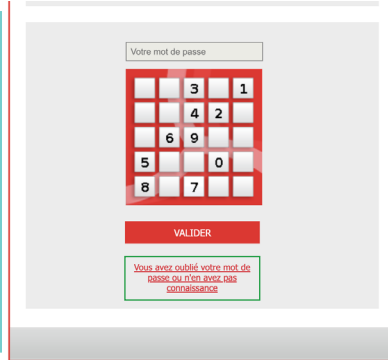 Votre mot de passe
3 1
4 2
6 9
5 0
8 7
VALIDER
Vous avez oublié votre mot de
passe ou n'en avez pas
connaissance